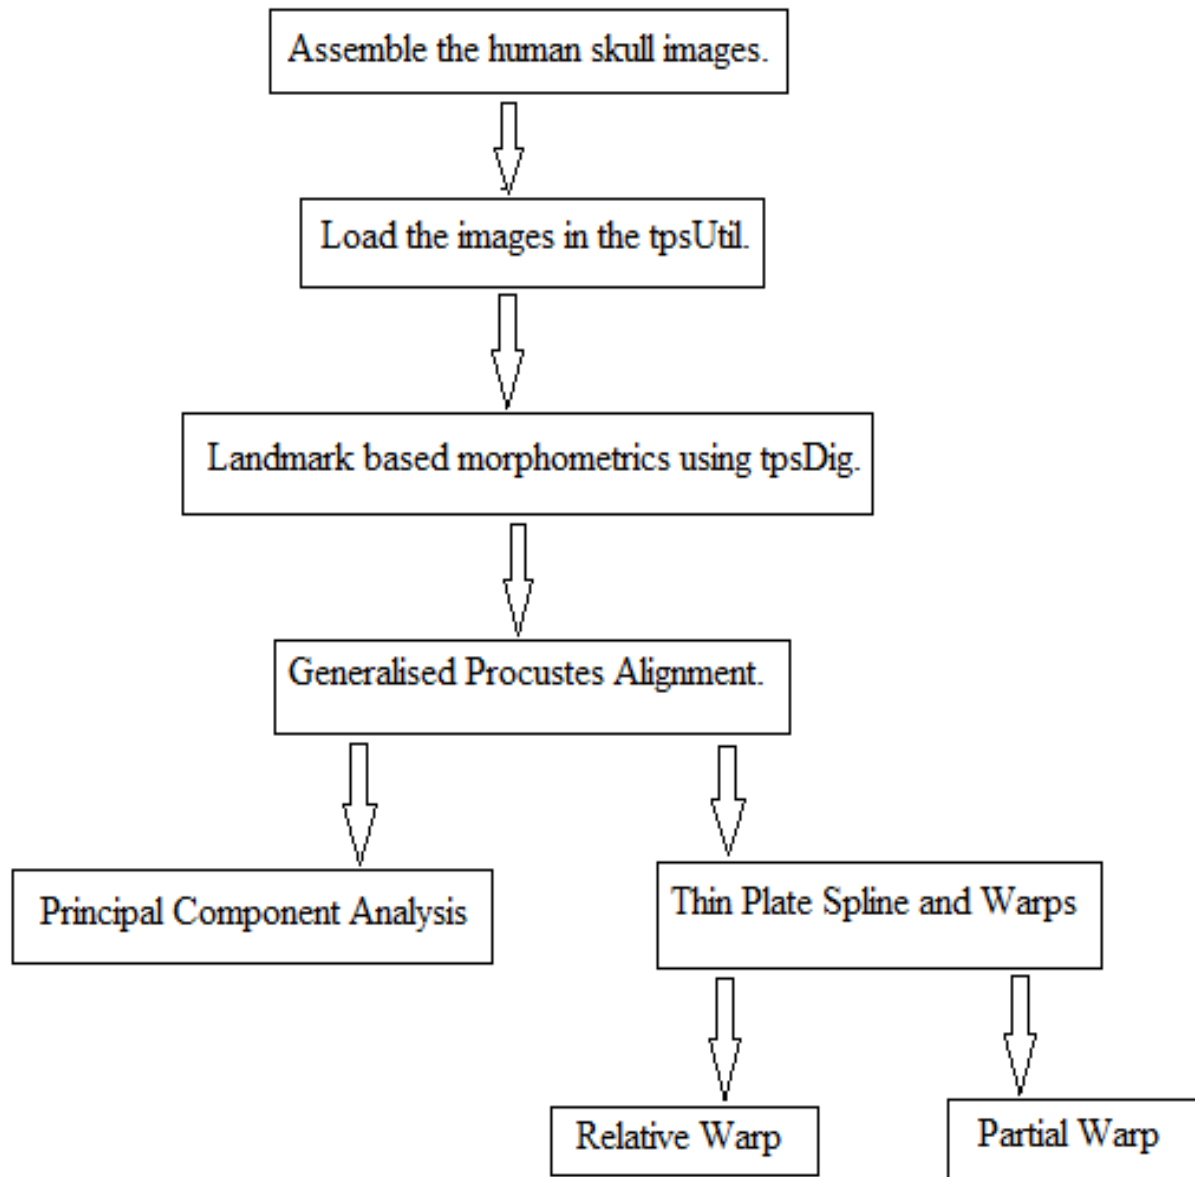 Assemble the human skull images.
Load the images in the tpsUtil.
Landmark based morphometrics using tpsDig.
Generalised Procustes Alignment.
Principal Component Analysis
Thin Plate Spline and Warps
Relative Warp
Partial Warp